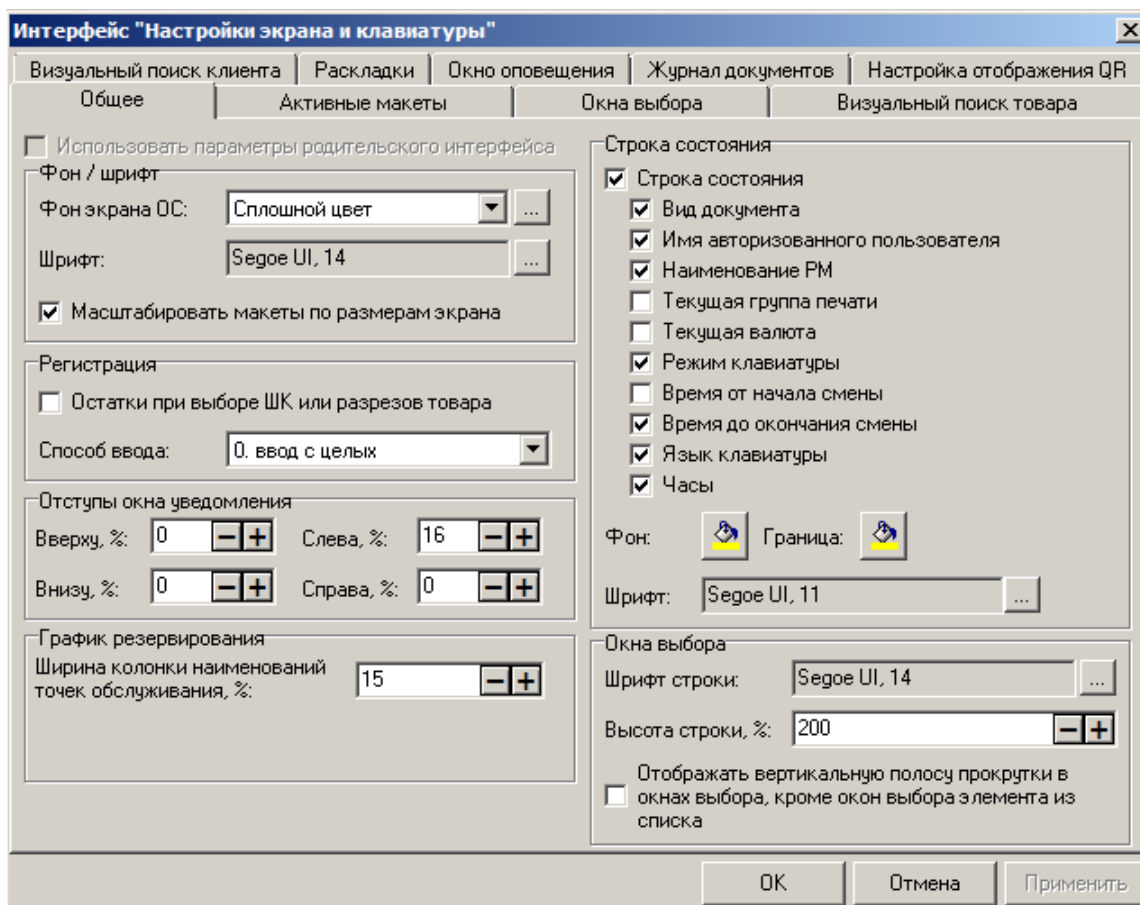 Интерфейс "Настройки экрана и клавиатуры"
Визуальный поиск клиента Раскладки Окно оповещения Журнал документов Настройка отображения QR
Общее Активные макеты Окна выбора Визуальный поиск товара
Использовать параметры родительского интерфейса
Фон / шрифт
Фон экрана ОС: Сплошной цвет ...
Шрифт: Segoe UI, 14 ...
Масштабировать макеты по размерам экрана
Регистрация
Остатки при выборе ШК или разрезов товара
Способ ввода: 0. ввод с целых
Отступы окна уведомления
Вверху, %: 0 Слева, %: 16
Внизу, %: 0 Справа, %: 0
График резервирования
Ширина колонки наименований
точек обслуживания, %: 15
Строка состояния
Строка состояния
Вид документа
Имя авторизованного пользователя
Наименование РМ
Текущая группа печати
Текущая валюта
Режим клавиатуры
Время от начала смены
Время до окончания смены
Язык клавиатуры
Часы
Фон: Граница:
Шрифт: Segoe UI, 11 ...
Окна выбора
Шрифт строки: Segoe UI, 14 ...
Высота строки, %: 200
Отображать вертикальную полосу прокрутки в
окнах выбора, кроме окон выбора элемента из
списка
ОК Отмена Применить